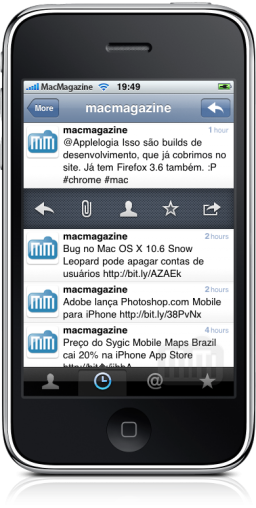 MacMagazine 19:49
More macmagazine
macmagazine 1 hour
@Applelogia Isso são builds de
desenvolvimento, que já cobrimos no
site. Já tem Firefox 3.6 também. :P
#chrome #mac
macmagazine 2 hours
Bug no Mac OS X 10.6 Snow
Leopard pode apagar contas de
usuários http://bit.ly/AZAEk
macmagazine 2 hours
Adobe lança Photoshop.com Mobile
para iPhone http://bit.ly/38PvNx
macmagazine 4 hours
Preço do Sygic Mobile Maps Brazil
cai 20% na iPhone App Store
@